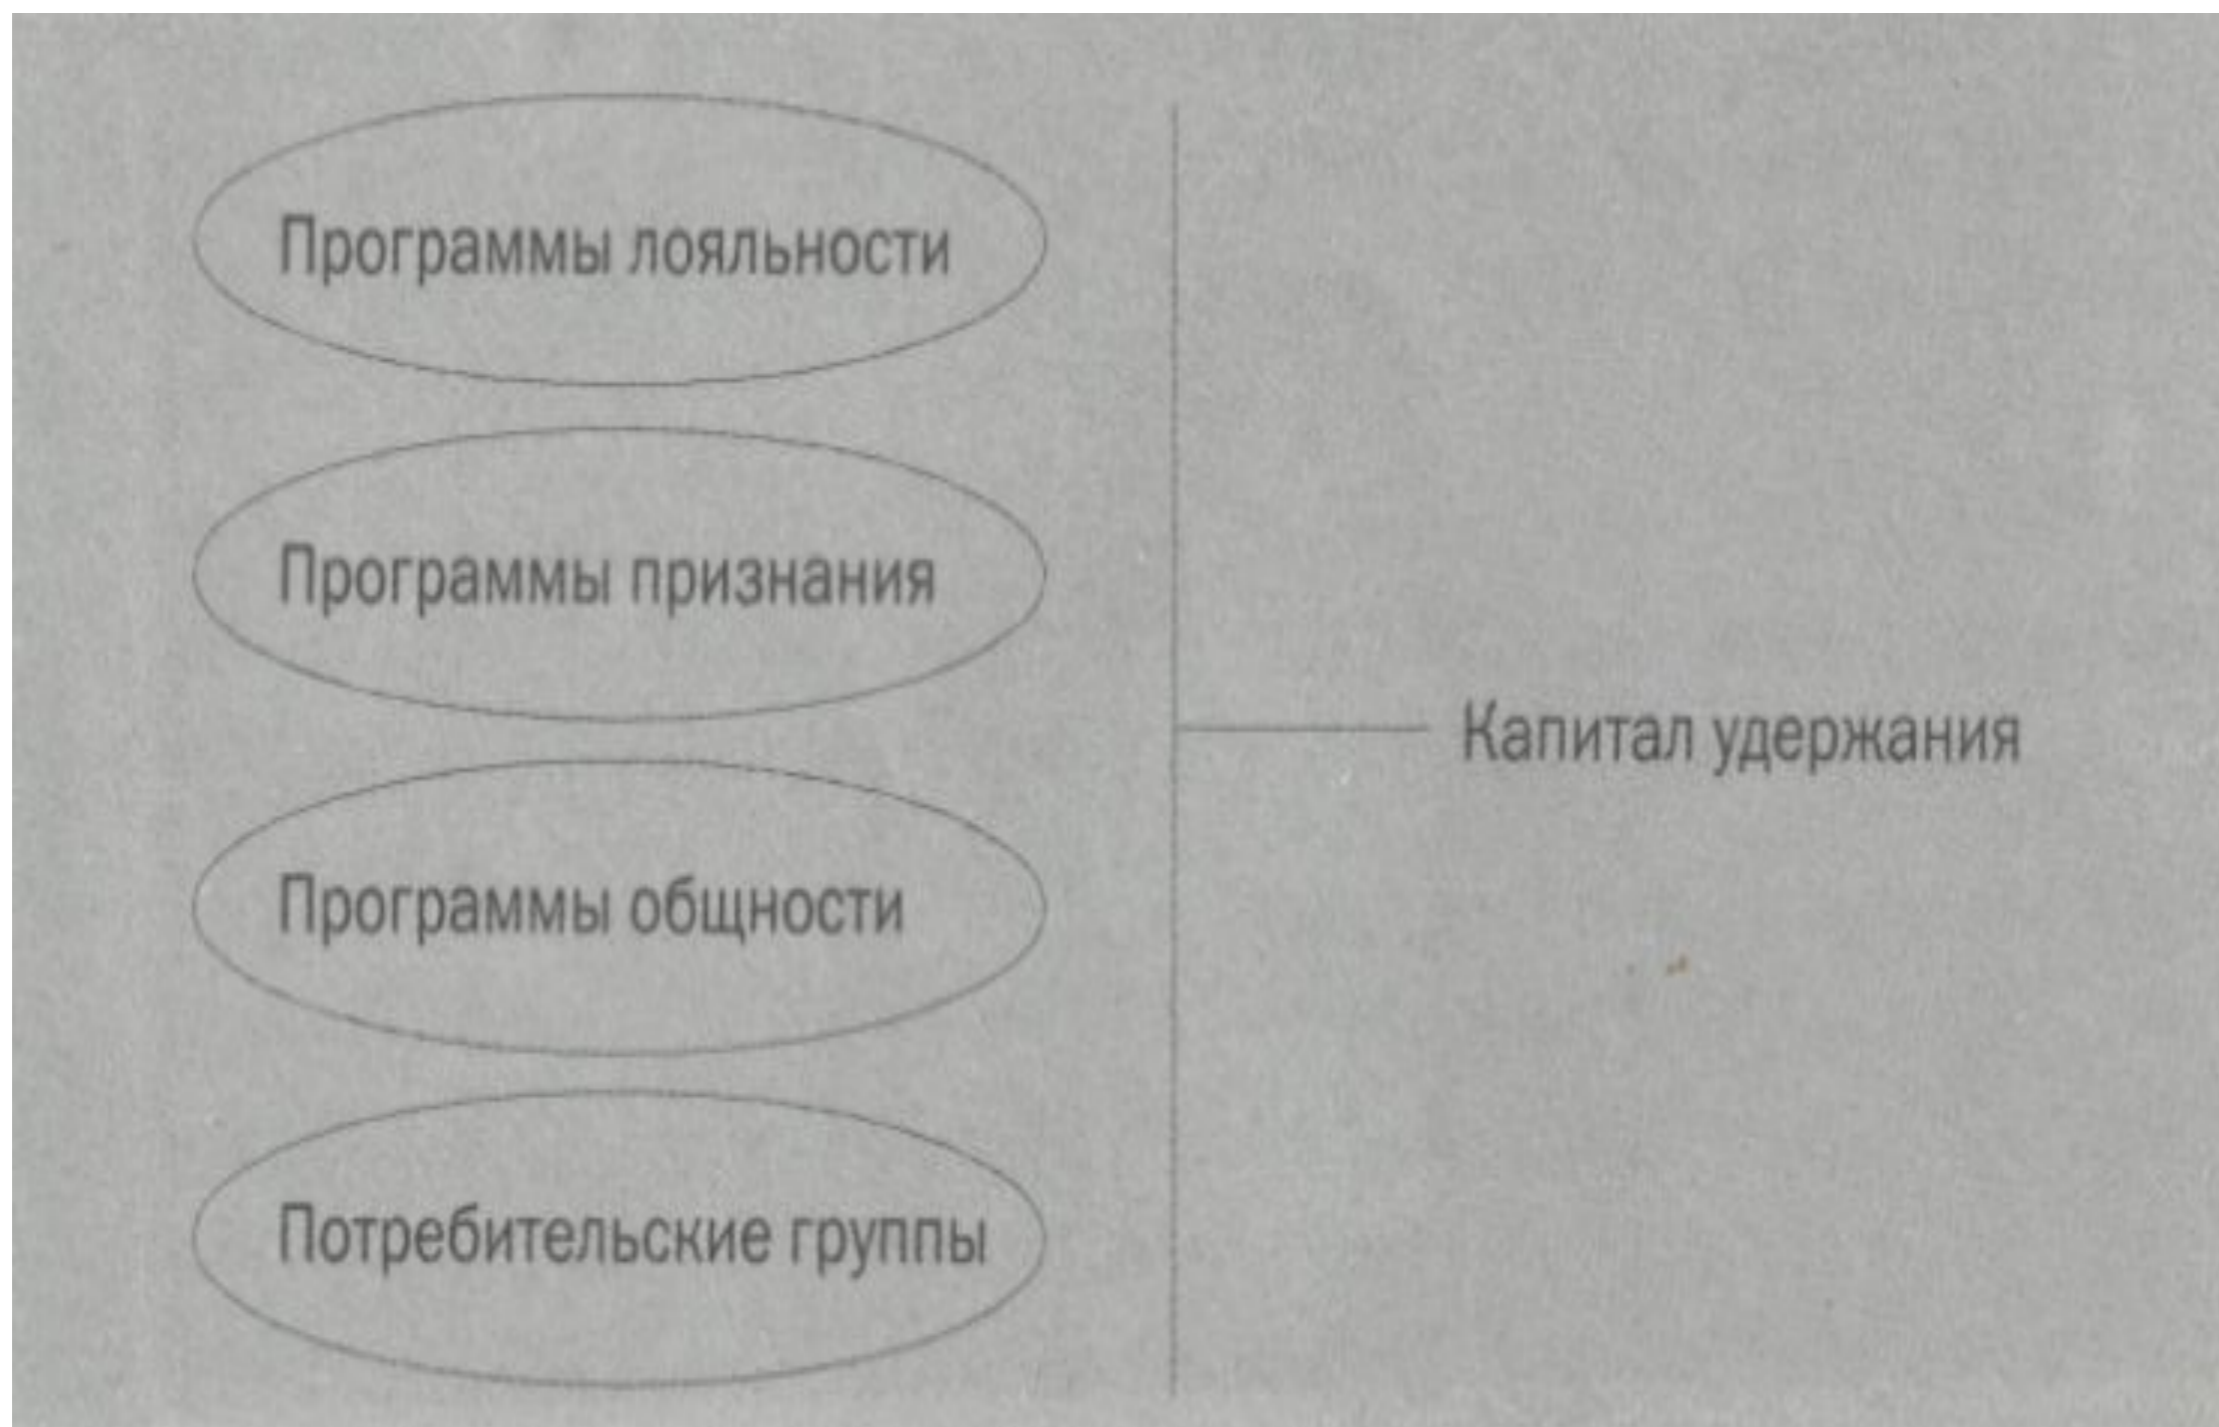 Программы лояльности
Программы признания
Капитал удержания
Программы общности
Потребительские группы